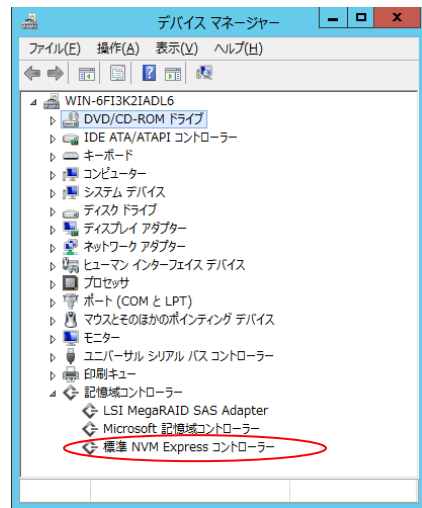 デバイス マネージャー
ファイル(F) 操作(A) 表示(V) ヘルプ(H)
WIN-6FI3K2IADL6
DVD/CD-ROM ドライブ
IDE ATA/ATAPI コントローラー
キーボード
コンピューター
システム デバイス
ディスク ドライブ
ディスプレイ アダプター
ネットワーク アダプター
ヒューマン インターフェイス デバイス
プロセッサ
ポート (COM と LPT)
マウスとそのほかのポインティング デバイス
モニター
ユニバーサル シリアル バス コントローラー
印刷キュー
記憶域コントローラー
LSI MegaRAID SAS Adapter
Microsoft 記憶域コントローラー
標準 NVM Express コントローラー